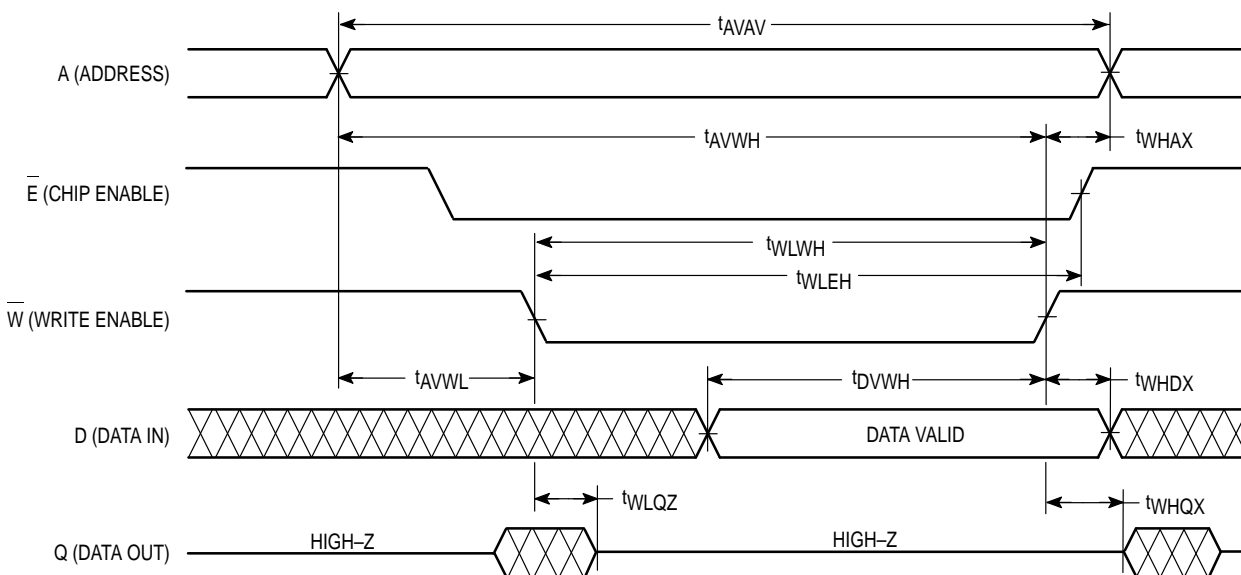 tAVAV
A (ADDRESS)
tAVWH
tWHAX
E (CHIP ENABLE)
tWLWH
tWLEH
W (WRITE ENABLE)
tAVWL
tDVWH
tWHDX
D (DATA IN)
DATA VALID
tWLQZ
tWHQX
Q (DATA OUT)
HIGH–Z
HIGH–Z